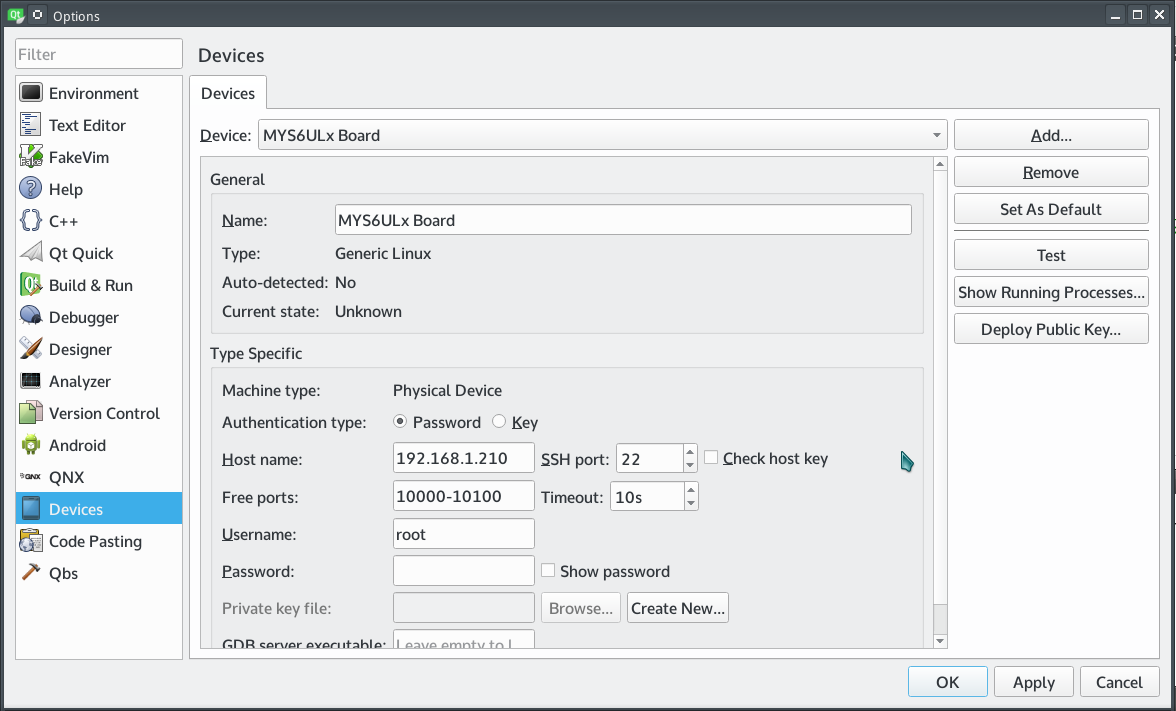 Options
Filter
Environment
Text Editor
FakeVim
Help
C++
Qt Quick
Build & Run
Debugger
Designer
Analyzer
Version Control
Android
QNX
Devices
Code Pasting
Qbs
Devices
Devices
Device: MYS6ULx Board
General
Name: MYS6ULx Board
Type: Generic Linux
Auto-detected: No
Current state: Unknown
Type Specific
Machine type: Physical Device
Authentication type: Password Key
Host name: 192.168.1.210 SSH port: 22 Check host key
Free ports: 10000-10100 Timeout: 10s
Username: root
Password: Show password
Private key file: Browse... Create New...
GDB server executable: Leave empty to l
Add...
Remove
Set As Default
Test
Show Running Processes...
Deploy Public Key...
OK Apply Cancel